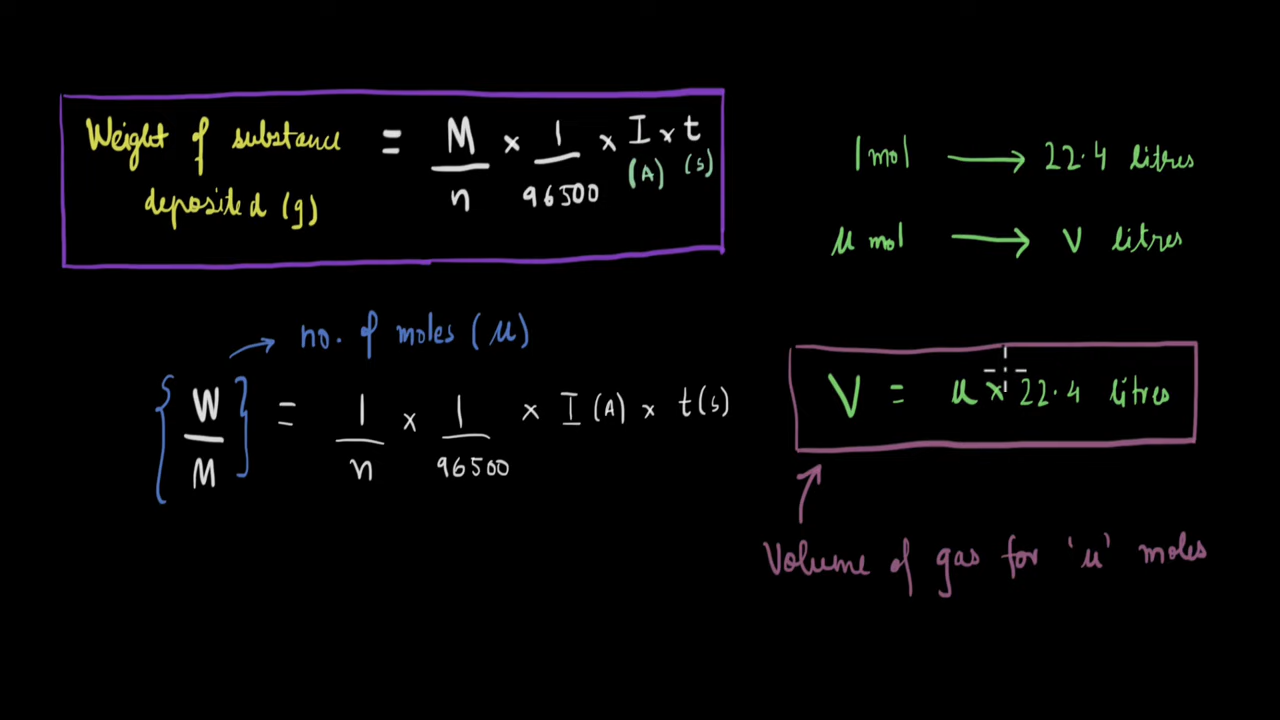 Weight of substance deposited (g) = M/n × 1/96500 × I (A) × t (s)
1 mol → 22.4 litres
μ mol → V litres
no. of moles (μ)
{W/M} = 1/n × 1/96500 × I (A) × t (s)
V = μ × 22.4 litres
Volume of gas for 'μ' moles